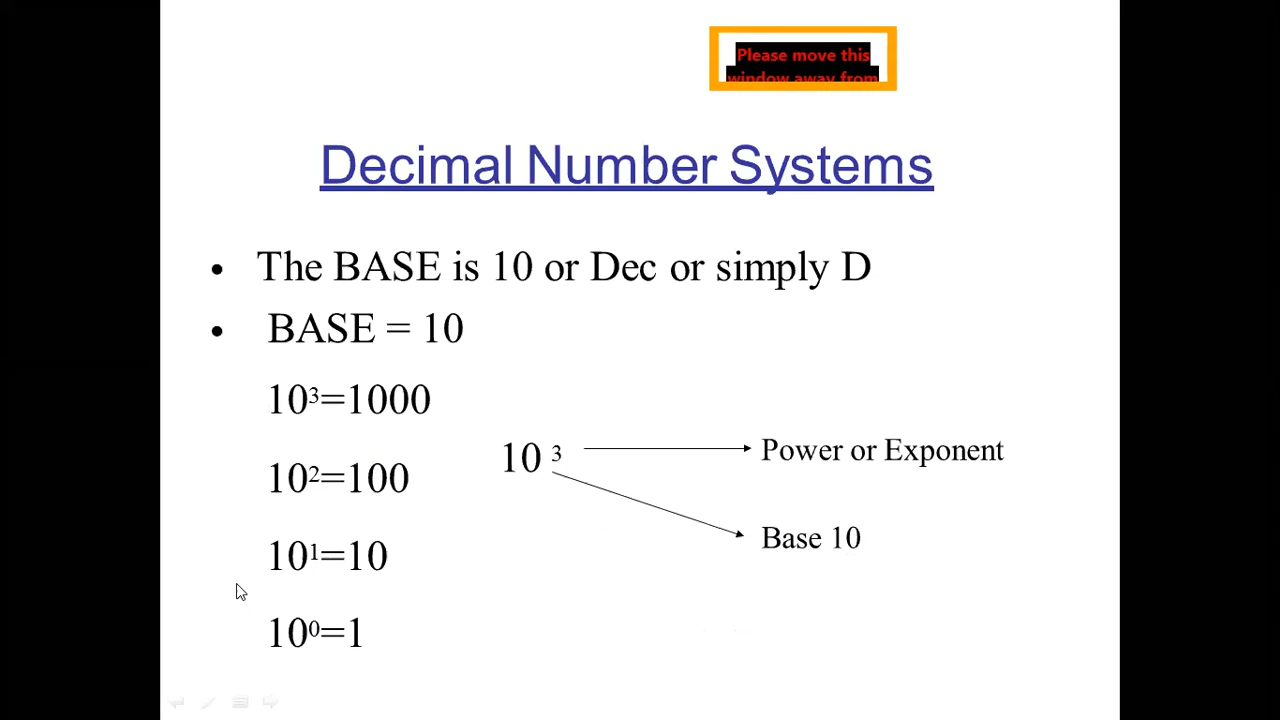 Please move this
window away from
Decimal Number Systems
• The BASE is 10 or Dec or simply D
• BASE = 10
10³=1000
10 ³ Power or Exponent
10²=100
Base 10
10¹=10
10⁰=1